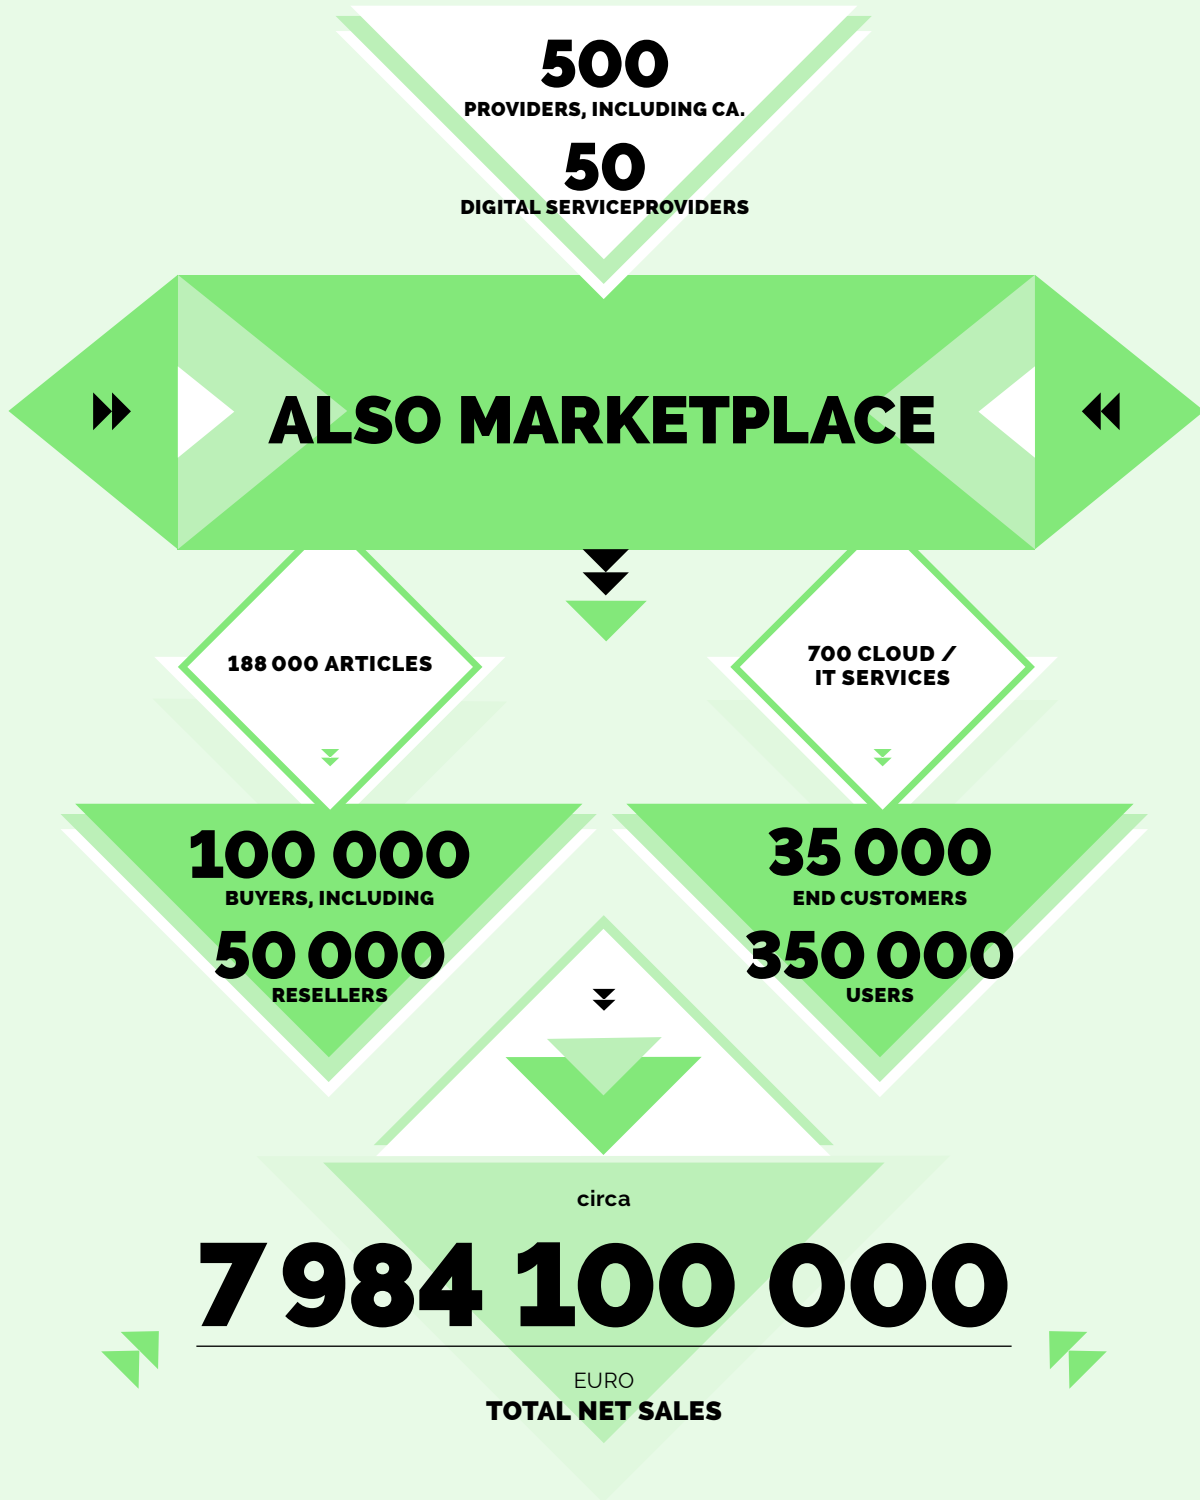 500
PROVIDERS, INCLUDING CA.
50
DIGITAL SERVICEPROVIDERS
ALSO MARKETPLACE
188 000 ARTICLES
700 CLOUD /
IT SERVICES
100 000
BUYERS, INCLUDING
50 000
RESELLERS
35 000
END CUSTOMERS
350 000
USERS
circa
7 984 100 000
EURO
TOTAL NET SALES